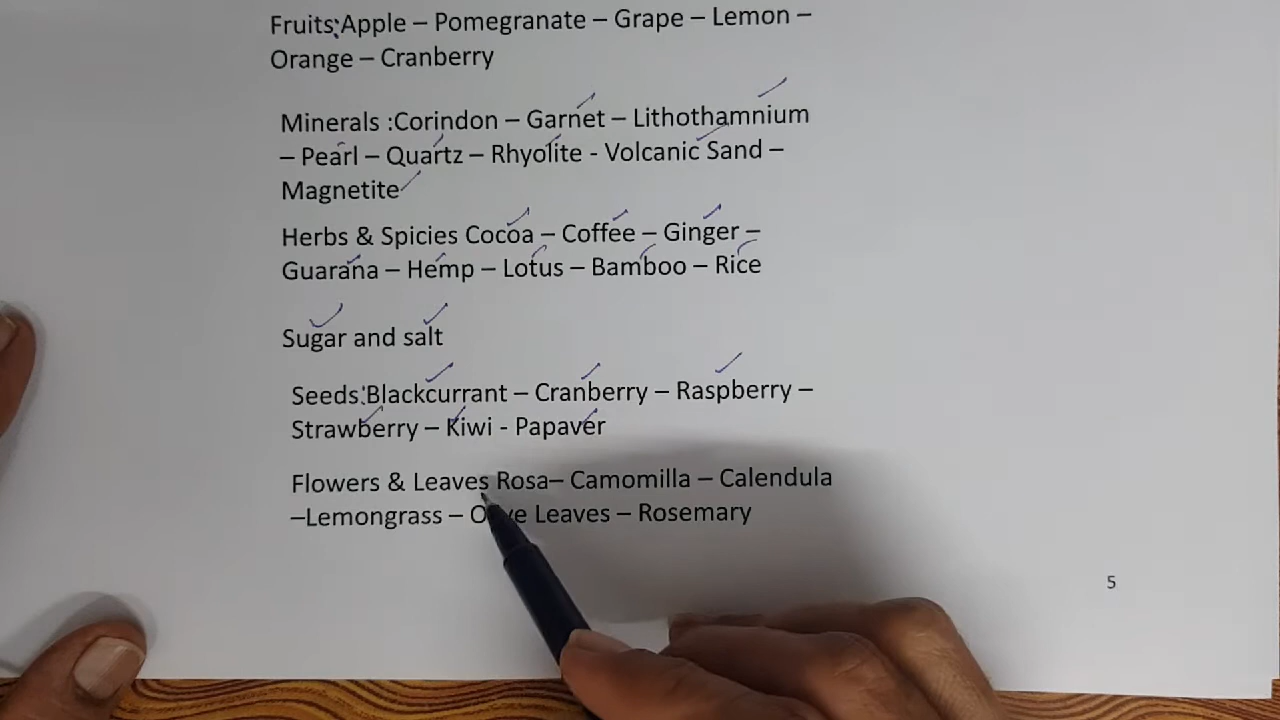 Fruits:Apple – Pomegranate – Grape – Lemon –
Orange – Cranberry
Minerals :Corindon – Garnet – Lithothamnium
– Pearl – Quartz – Rhyolite - Volcanic Sand –
Magnetite
Herbs & Spicies Cocoa – Coffee – Ginger –
Guarana – Hemp – Lotus – Bamboo – Rice
Sugar and salt
Seeds:Blackcurrant – Cranberry – Raspberry –
Strawberry – Kiwi - Papaver
Flowers & Leaves Rosa– Camomilla – Calendula
–Lemongrass – Olive Leaves – Rosemary
5